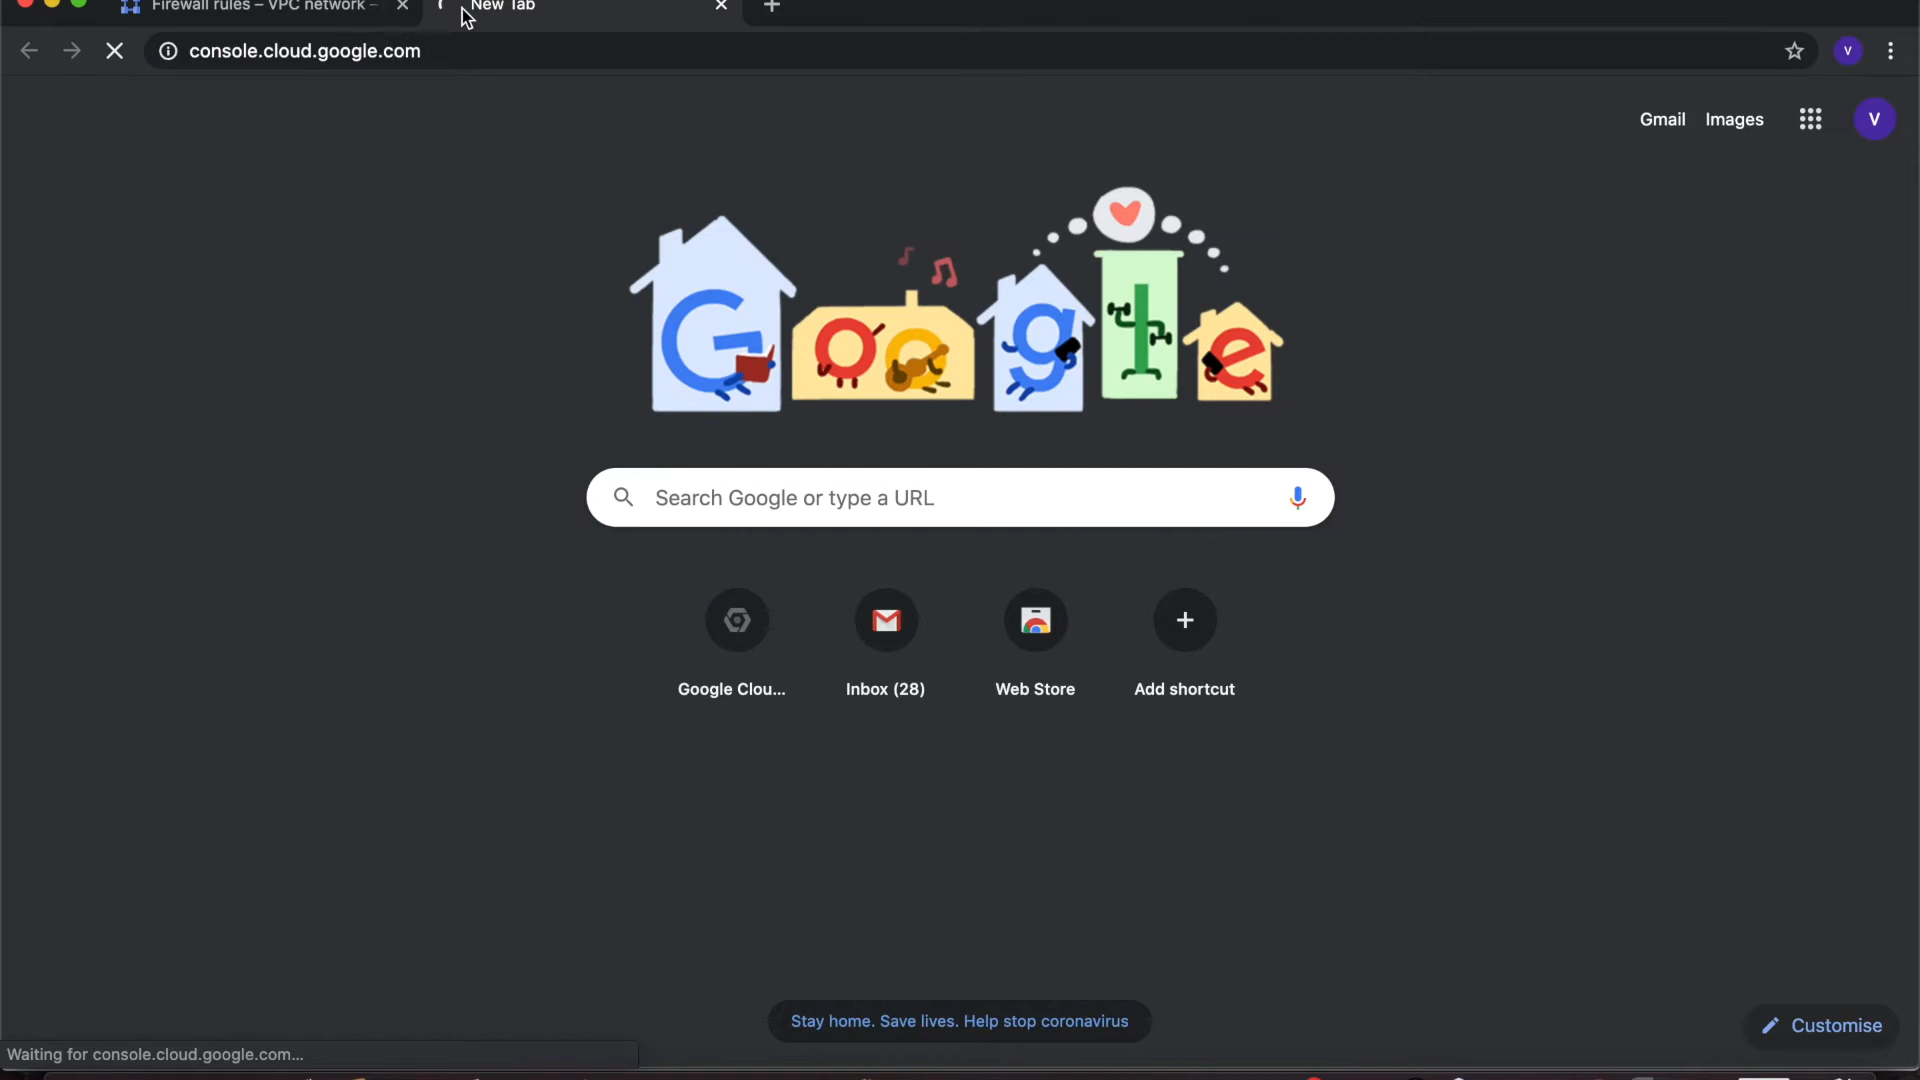 Firewall rules – VPC network –
New Tab
console.cloud.google.com
V
Gmail
Images
V
Google
Search Google or type a URL
Google Clou...
Inbox (28)
Web Store
Add shortcut
Stay home. Save lives. Help stop coronavirus
Customise
Waiting for console.cloud.google.com...